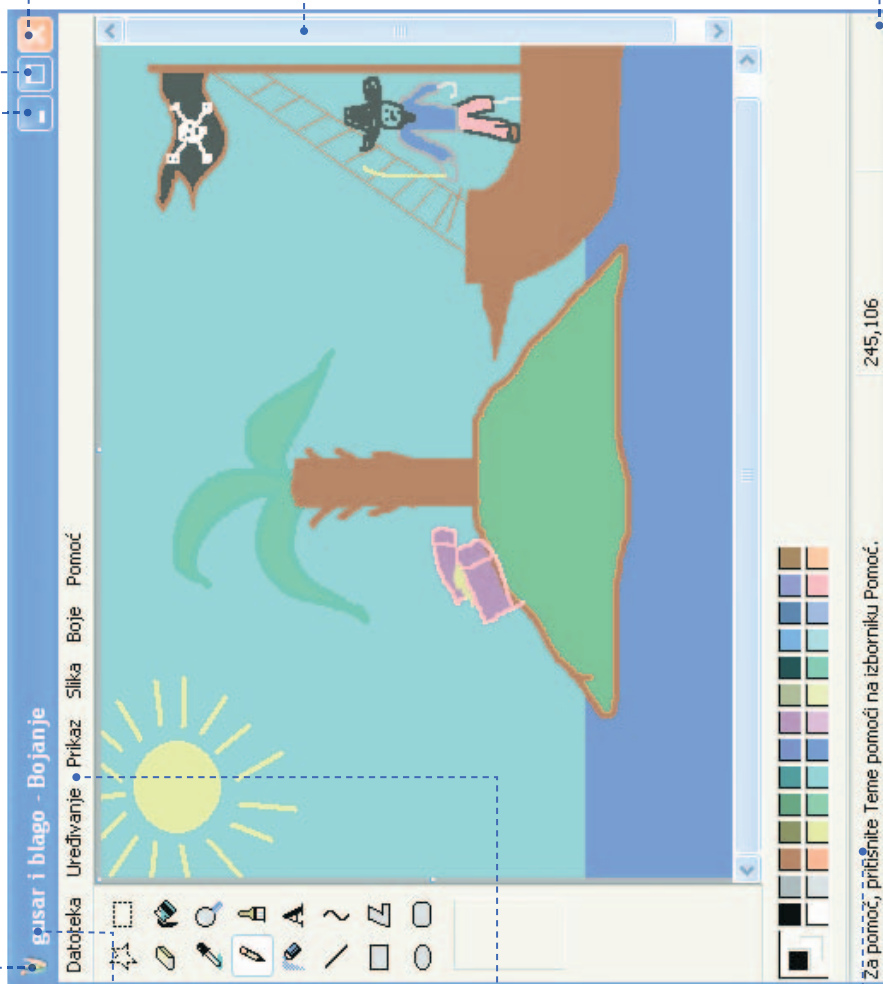 gusar i blago - Bojanje
Datoteka Uređivanje Prikaz Slika Boje Pomoć
A
Za pomoć, pritisnite Teme pomoći na izborniku Pomoć. 245,106